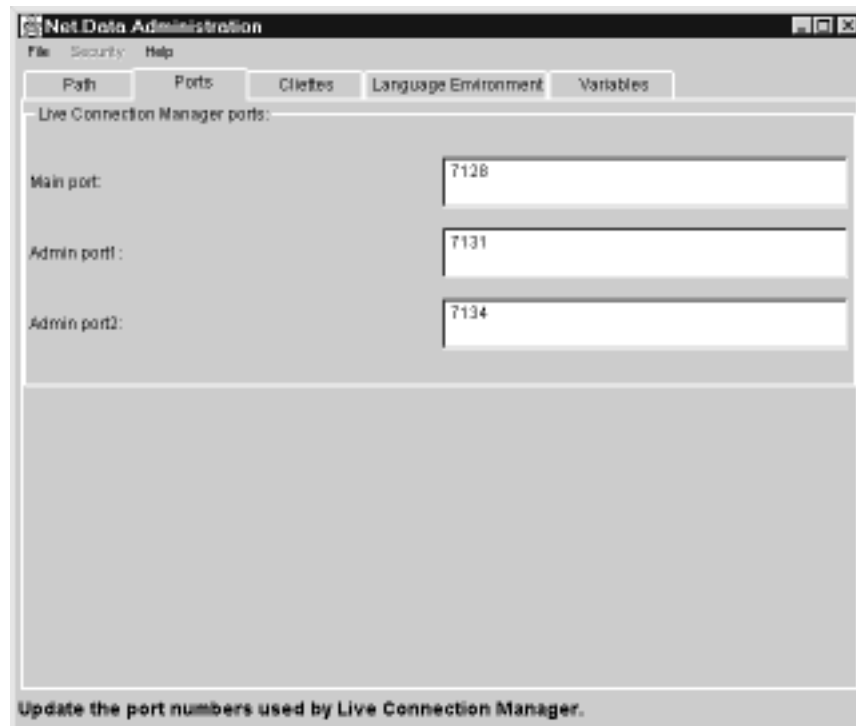 Net.Data Administration
File Security Help
Path Ports Cliettes Language Environment Variables
Live Connection Manager ports:
Main port: 7128
Admin port1 : 7131
Admin port2: 7134
Update the port numbers used by Live Connection Manager.